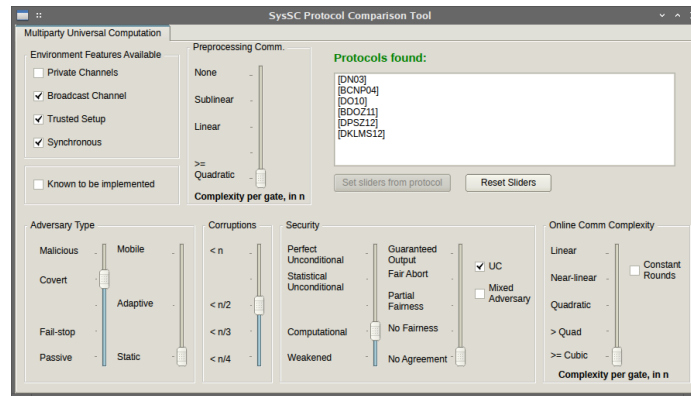 SysSC Protocol Comparison Tool
Multiparty Universal Computation
Environment Features Available
Private Channels
Broadcast Channel
Trusted Setup
Synchronous
Known to be implemented
Preprocessing Comm.
None
Sublinear
Linear
>=
Quadratic
Complexity per gate, in n
Protocols found:
[DN03]
[BCNP04]
[DO10]
[BDOZ11]
[DPSZ12]
[DKLMS12]
Set sliders from protocol
Reset Sliders
Adversary Type
Malicious
Covert
Fail-stop
Passive
Mobile
Adaptive
Static
Corruptions
< n
< n/2
< n/3
< n/4
Security
Perfect
Unconditional
Statistical
Unconditional
Computational
Weakened
Guaranteed
Output
Fair Abort
Partial
Fairness
No Fairness
No Agreement
UC
Mixed
Adversary
Online Comm Complexity
Linear
Near-linear
Quadratic
> Quad
>= Cubic
Constant
Rounds
Complexity per gate, in n